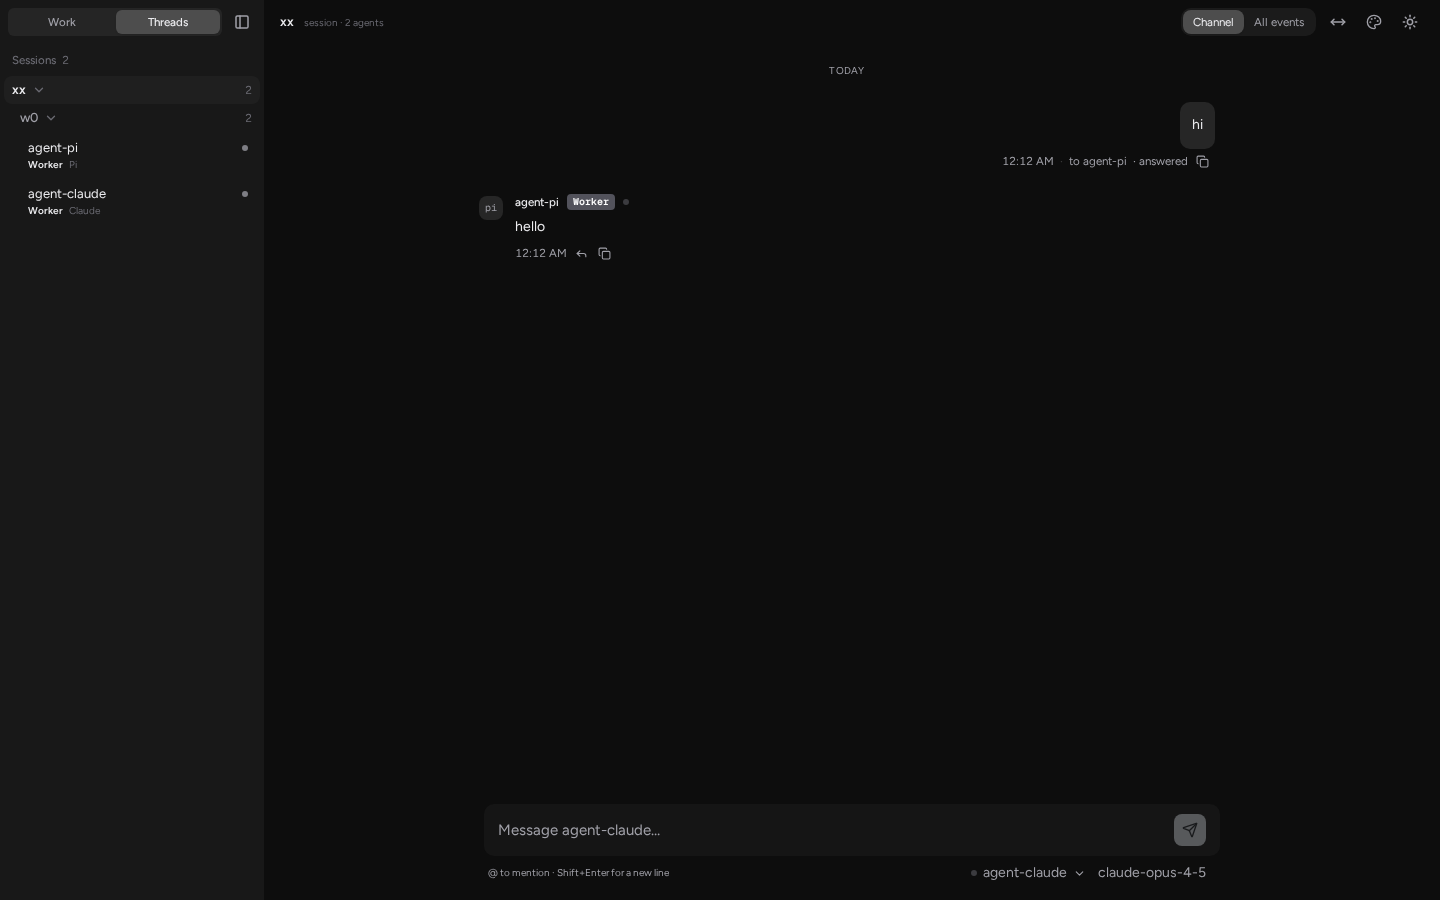 Work Threads
Sessions 2
xx 2
w0 2
agent-pi
Worker Pi
agent-claude
Worker Claude
xx session · 2 agents
Channel All events
TODAY
hi
12:12 AM · to agent-pi · answered
pi agent-pi Worker
hello
12:12 AM
Message agent-claude...
@ to mention · Shift+Enter for a new line
agent-claude claude-opus-4-5